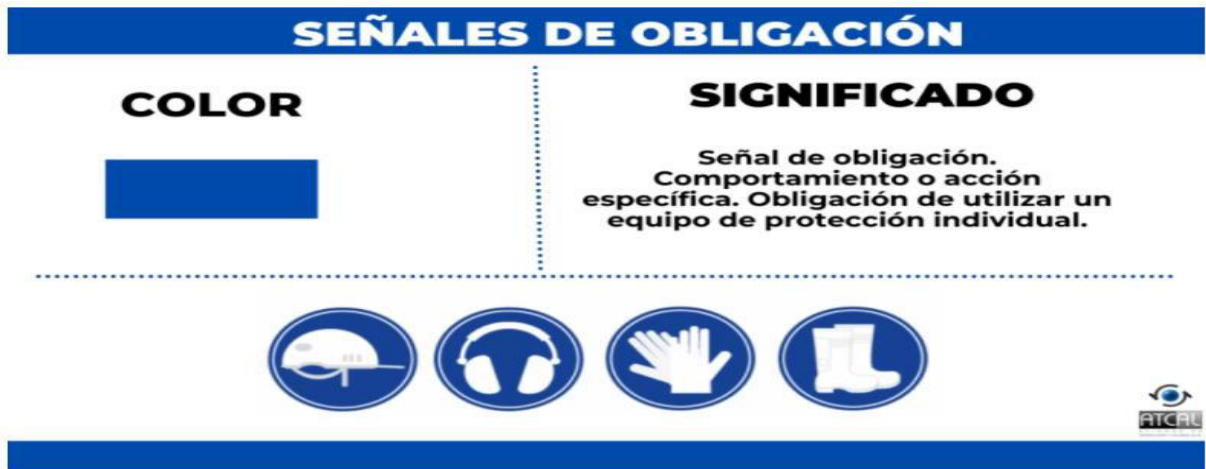 SEÑALES DE OBLIGACIÓN
COLOR
SIGNIFICADO
Señal de obligación.
Comportamiento o acción
específica. Obligación de utilizar un
equipo de protección individual.
ATCAL